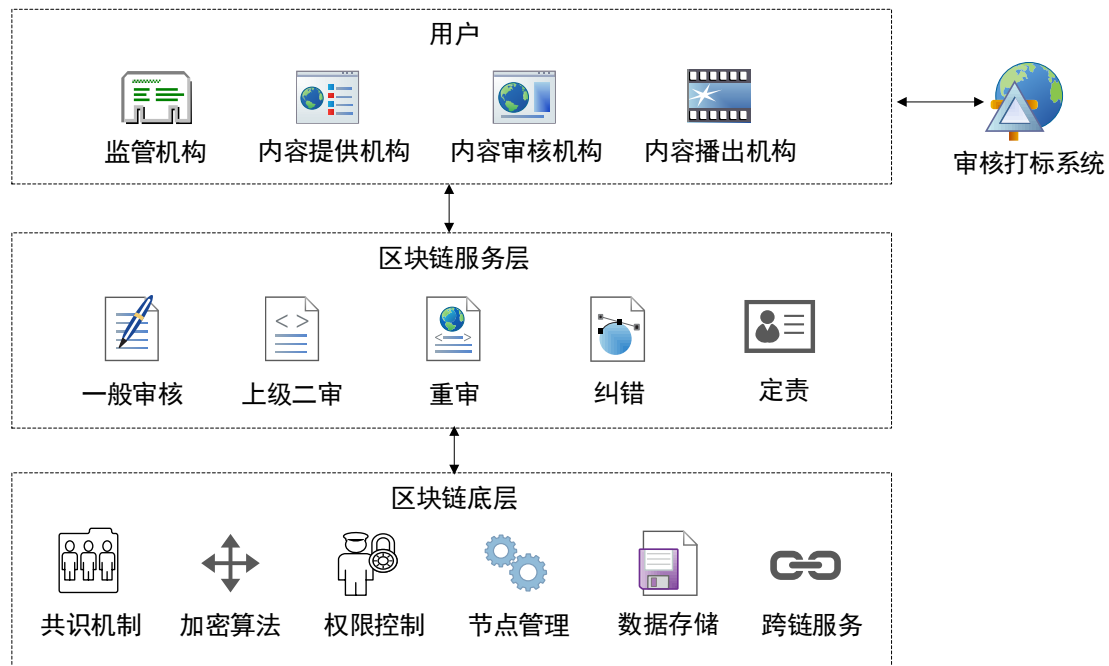 用户
监管机构
内容提供机构
内容审核机构
内容播出机构
审核打标系统
区块链服务层
一般审核
上级二审
重审
纠错
定责
区块链底层
共识机制
加密算法
权限控制
节点管理
数据存储
跨链服务